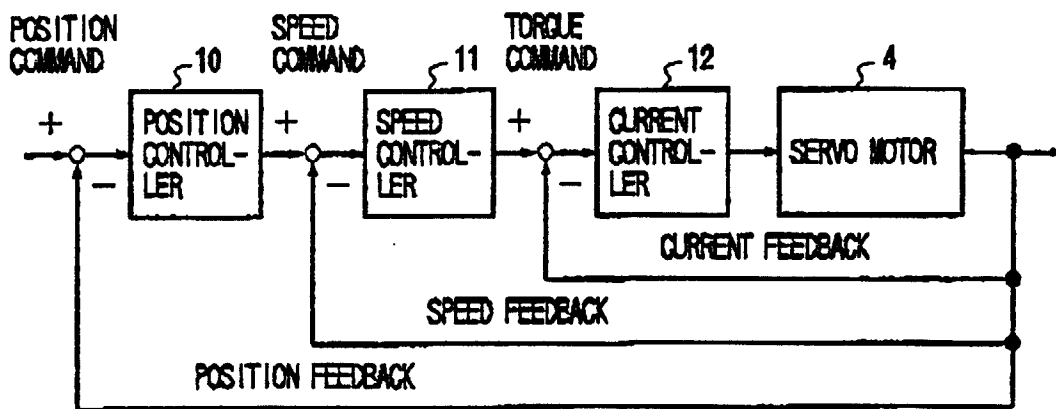 POSITION
COMMAND
SPEED
COMMAND
TORQUE
COMMAND
10
11
12
4
+
POSITION
CONTROL-
LER
−
+
SPEED
CONTROL-
LER
−
+
CURRENT
CONTROL-
LER
−
SERVO MOTOR
CURRENT FEEDBACK
SPEED FEEDBACK
POSITION FEEDBACK